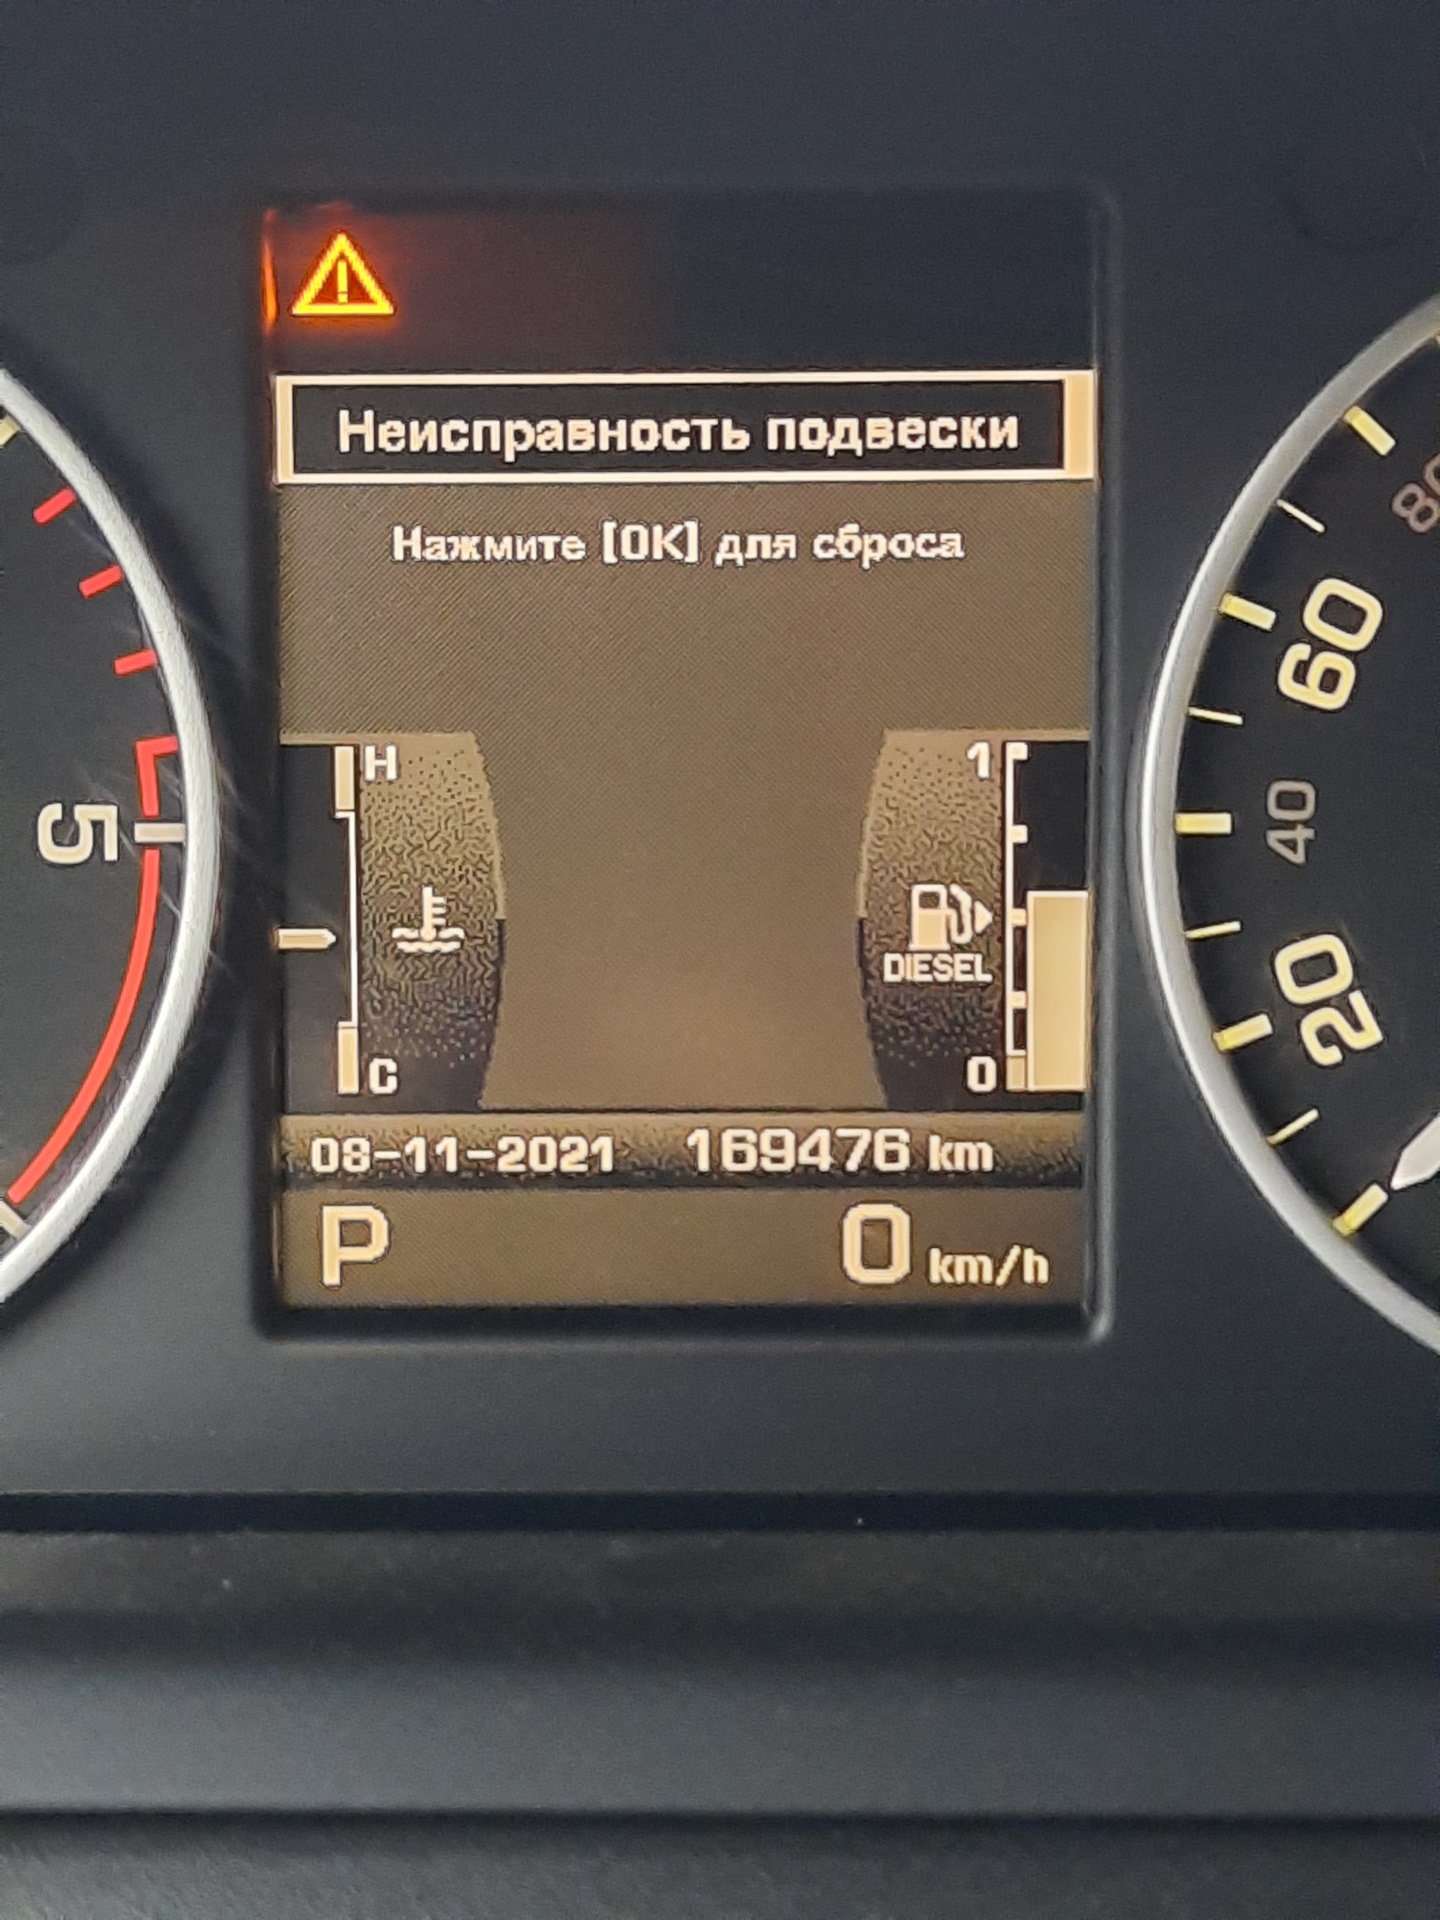 Неисправность подвески
Нажмите [OK] для сброса
H
1
80
60
5
40
DIESEL
20
C
0
08-11-2021 169476 km
P 0 km/h